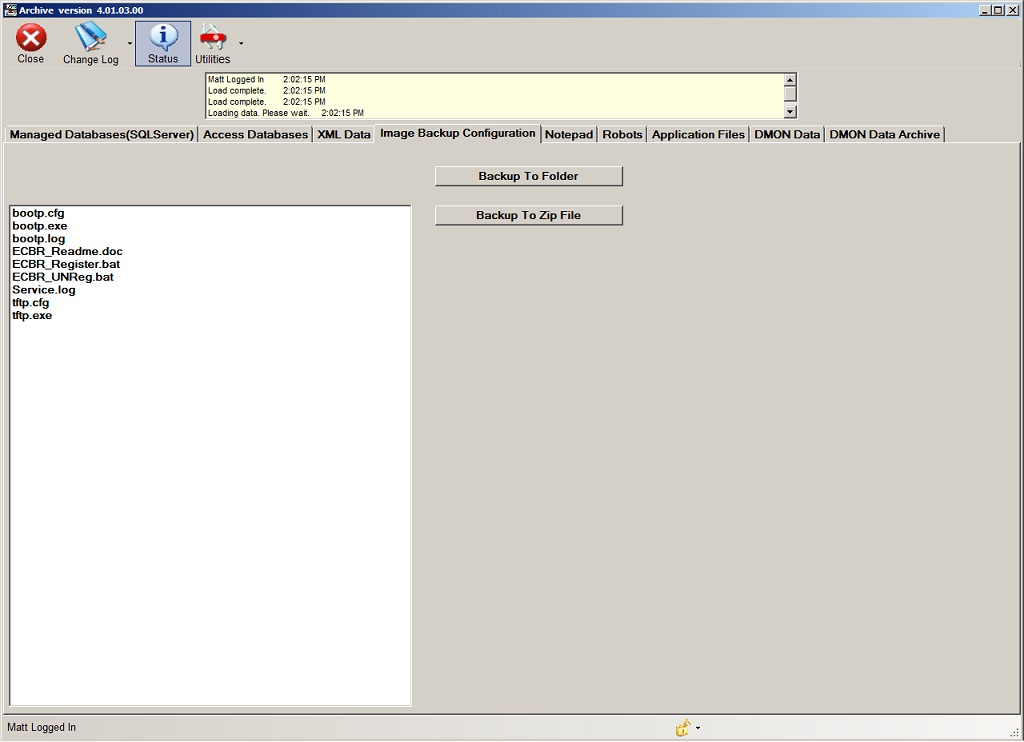 Archive version 4.01.03.00
Close
Change Log
Status
Utilities
Matt Logged In 2:02:15 PM
Load complete. 2:02:15 PM
Load complete. 2:02:15 PM
Loading data. Please wait. 2:02:15 PM
Managed Databases(SQLServer) Access Databases XML Data Image Backup Configuration Notepad Robots Application Files DMON Data DMON Data Archive
Backup To Folder
Backup To Zip File
bootp.cfg
bootp.exe
bootp.log
ECBR_Readme.doc
ECBR_Register.bat
ECBR_UNReg.bat
Service.log
tftp.cfg
tftp.exe
Matt Logged In